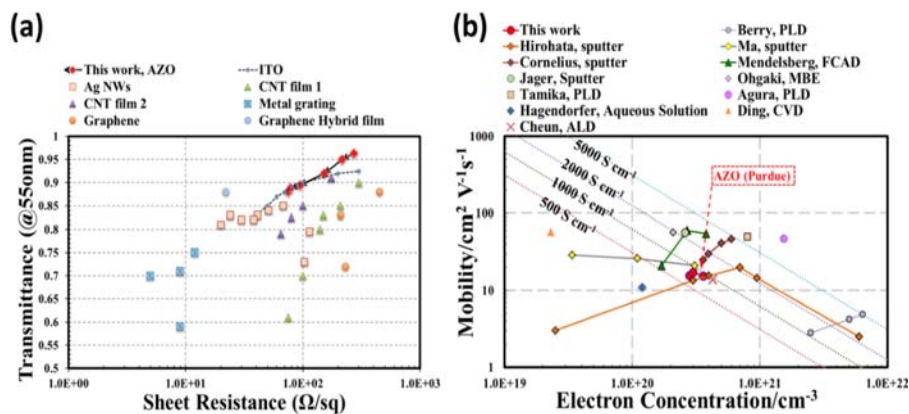 (a)
This work, AZO
ITO
Ag NWs
CNT film 1
CNT film 2
Metal grating
Graphene
Graphene Hybrid film
Transmittance (@550nm)
1
0.95
0.9
0.85
0.8
0.75
0.7
0.65
0.6
0.55
0.5
1.0E+00
1.0E+01
1.0E+02
1.0E+03
Sheet Resistance (Ω/sq)
(b)
This work
Berry, PLD
Hirohata, sputter
Ma, sputter
Cornelius, sputter
Mendelsberg, FCAD
Jager, Sputter
Ohgaki, MBE
Tamika, PLD
Agura, PLD
Hagendorfer, Aqueous Solution
Ding, CVD
Cheun, ALD
Mobility/cm² V⁻¹s⁻¹
1000
100
10
1
5000 S cm⁻¹
2000 S cm⁻¹
1000 S cm⁻¹
500 S cm⁻¹
AZO (Purdue)
1.0E+19
1.0E+20
1.0E+21
1.0E+22
Electron Concentration/cm⁻³